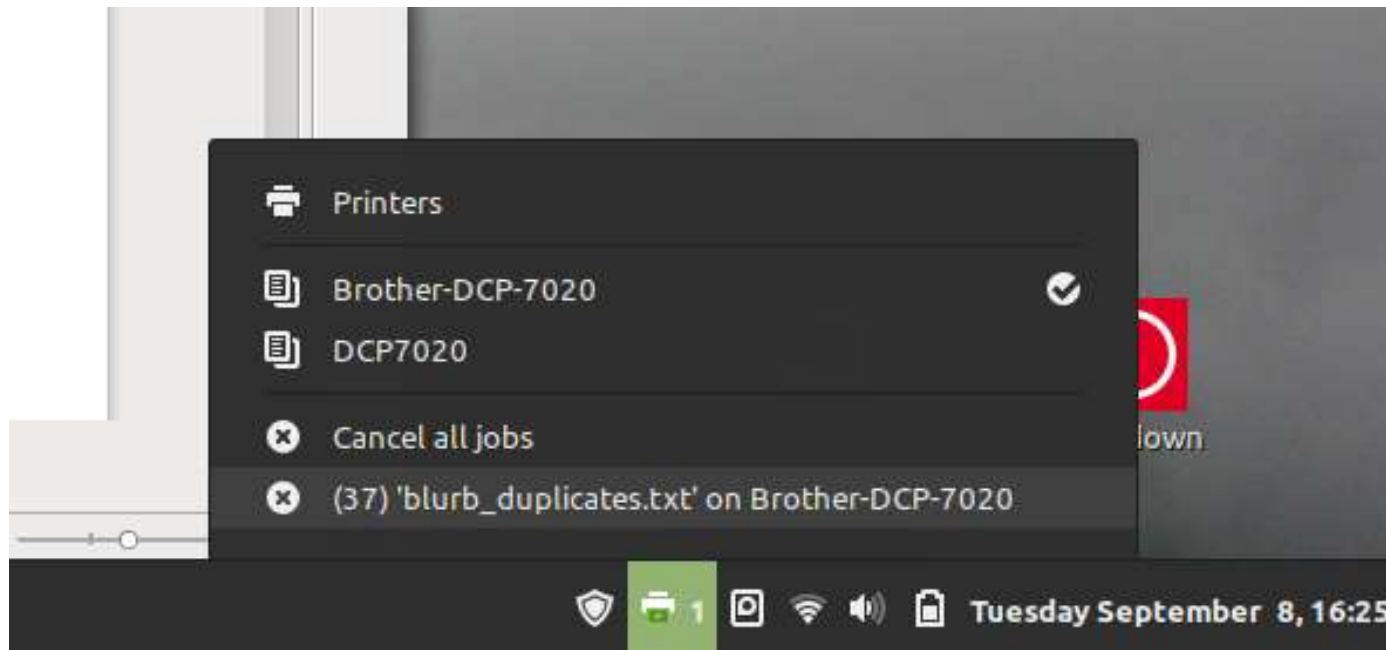 Printers
Brother-DCP-7020
DCP7020
Cancel all jobs
(37) 'blurb_duplicates.txt' on Brother-DCP-7020
1 Tuesday September 8, 16:25